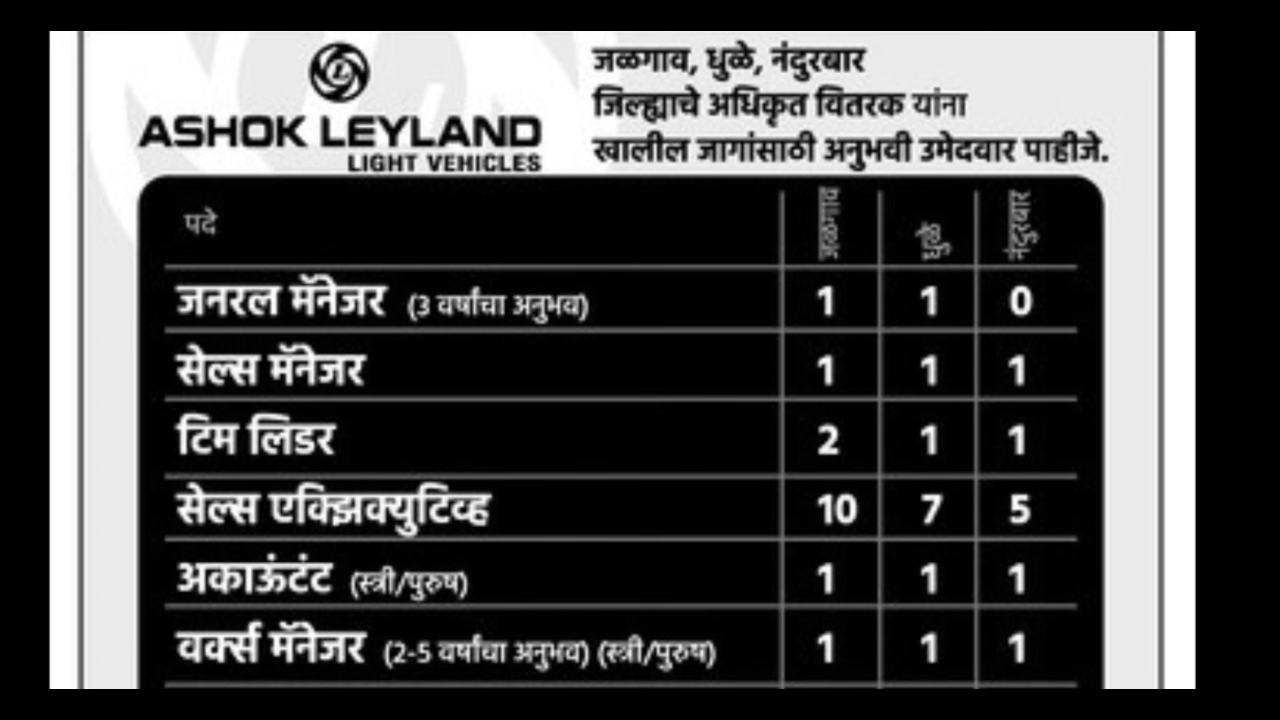 जळगाव, धुळे, नंदुरबार
जिल्ह्याचे अधिकृत वितरक यांना
खालील जागांसाठी अनुभवी उमेदवार पाहीजे.
L
ASHOK LEYLAND
LIGHT VEHICLES
पदे जळगाव धुळे नंदुरबार
जनरल मॅनेजर (3 वर्षांचा अनुभव) 1 1 0
सेल्स मॅनेजर 1 1 1
टिम लिडर 2 1 1
सेल्स एक्झिक्युटिव्ह 10 7 5
अकाऊंटंट (स्त्री/पुरुष) 1 1 1
वर्क्स मॅनेजर (2-5 वर्षांचा अनुभव) (स्त्री/पुरुष) 1 1 1